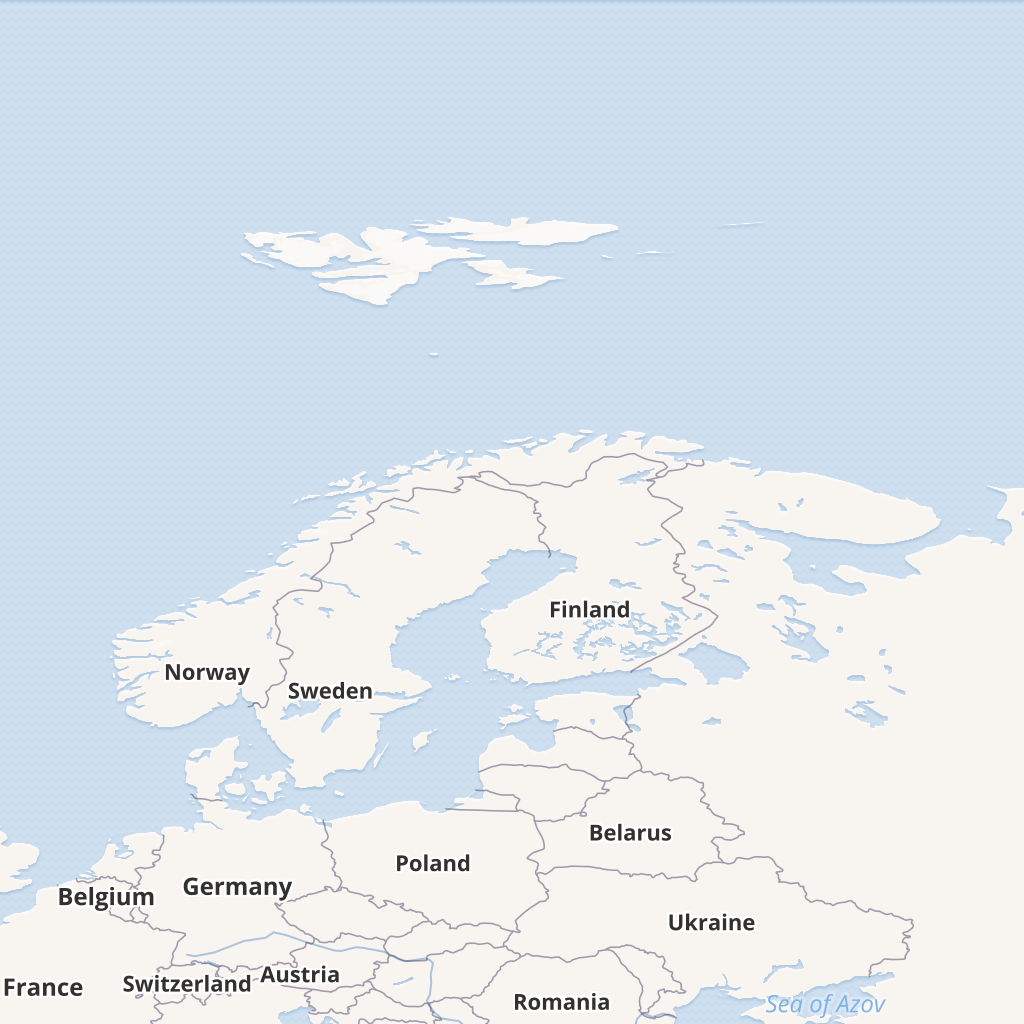 Finland
Norway
Sweden
Belarus
Poland
Germany
Belgium
Ukraine
Austria
Switzerland
France
Romania
Sea of Azov